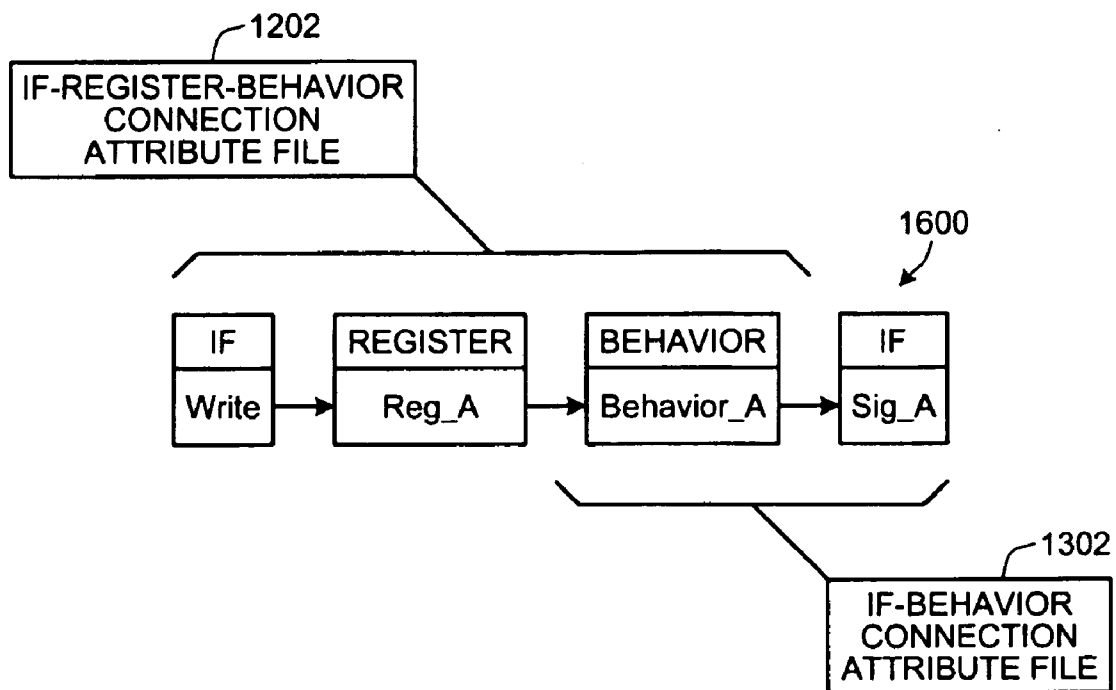 1202
IF-REGISTER-BEHAVIOR
CONNECTION
ATTRIBUTE FILE
1600
IF
REGISTER
BEHAVIOR
IF
Write
Reg_A
Behavior_A
Sig_A
1302
IF-BEHAVIOR
CONNECTION
ATTRIBUTE FILE